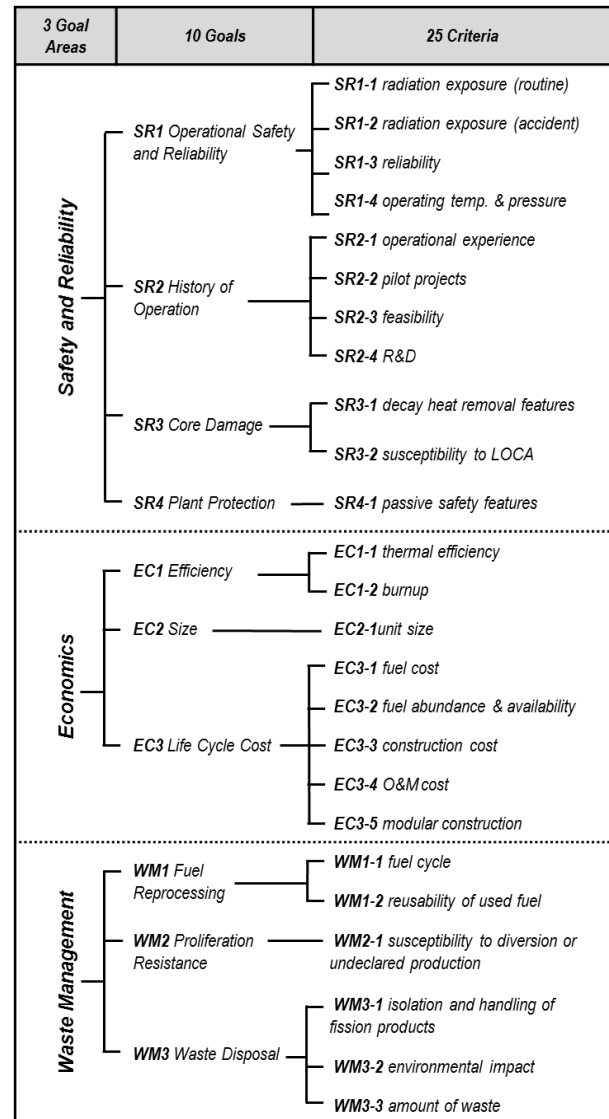 3 Goal
Areas
10 Goals
25 Criteria
Safety and Reliability
SR1 Operational Safety
and Reliability
SR1-1 radiation exposure (routine)
SR1-2 radiation exposure (accident)
SR1-3 reliability
SR1-4 operating temp. & pressure
SR2 History of
Operation
SR2-1 operational experience
SR2-2 pilot projects
SR2-3 feasibility
SR2-4 R&D
SR3 Core Damage
SR3-1 decay heat removal features
SR3-2 susceptibility to LOCA
SR4 Plant Protection
SR4-1 passive safety features
Economics
EC1 Efficiency
EC1-1 thermal efficiency
EC1-2 burnup
EC2 Size
EC2-1unit size
EC3 Life Cycle Cost
EC3-1 fuel cost
EC3-2 fuel abundance & availability
EC3-3 construction cost
EC3-4 O&M cost
EC3-5 modular construction
Waste Management
WM1 Fuel
Reprocessing
WM1-1 fuel cycle
WM1-2 reusability of used fuel
WM2 Proliferation
Resistance
WM2-1 susceptibility to diversion or
undeclared production
WM3 Waste Disposal
WM3-1 isolation and handling of
fission products
WM3-2 environmental impact
WM3-3 amount of waste